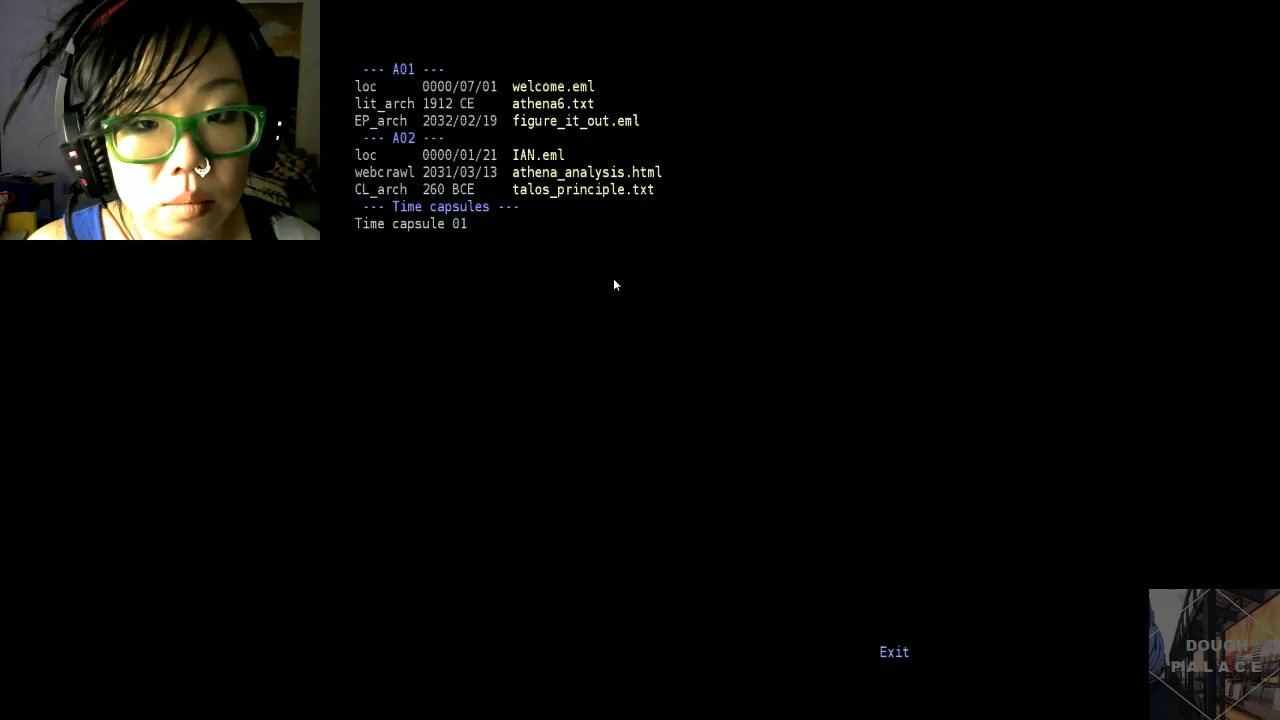 --- A01 ---
loc 0000/07/01 welcome.eml
lit_arch 1912 CE athena6.txt
EP_arch 2032/02/19 figure_it_out.eml
--- A02 ---
loc 0000/01/21 IAN.eml
webcrawl 2031/03/13 athena_analysis.html
CL_arch 260 BCE talos_principle.txt
--- Time capsules ---
Time capsule 01
Exit
DOUGH
PALACE